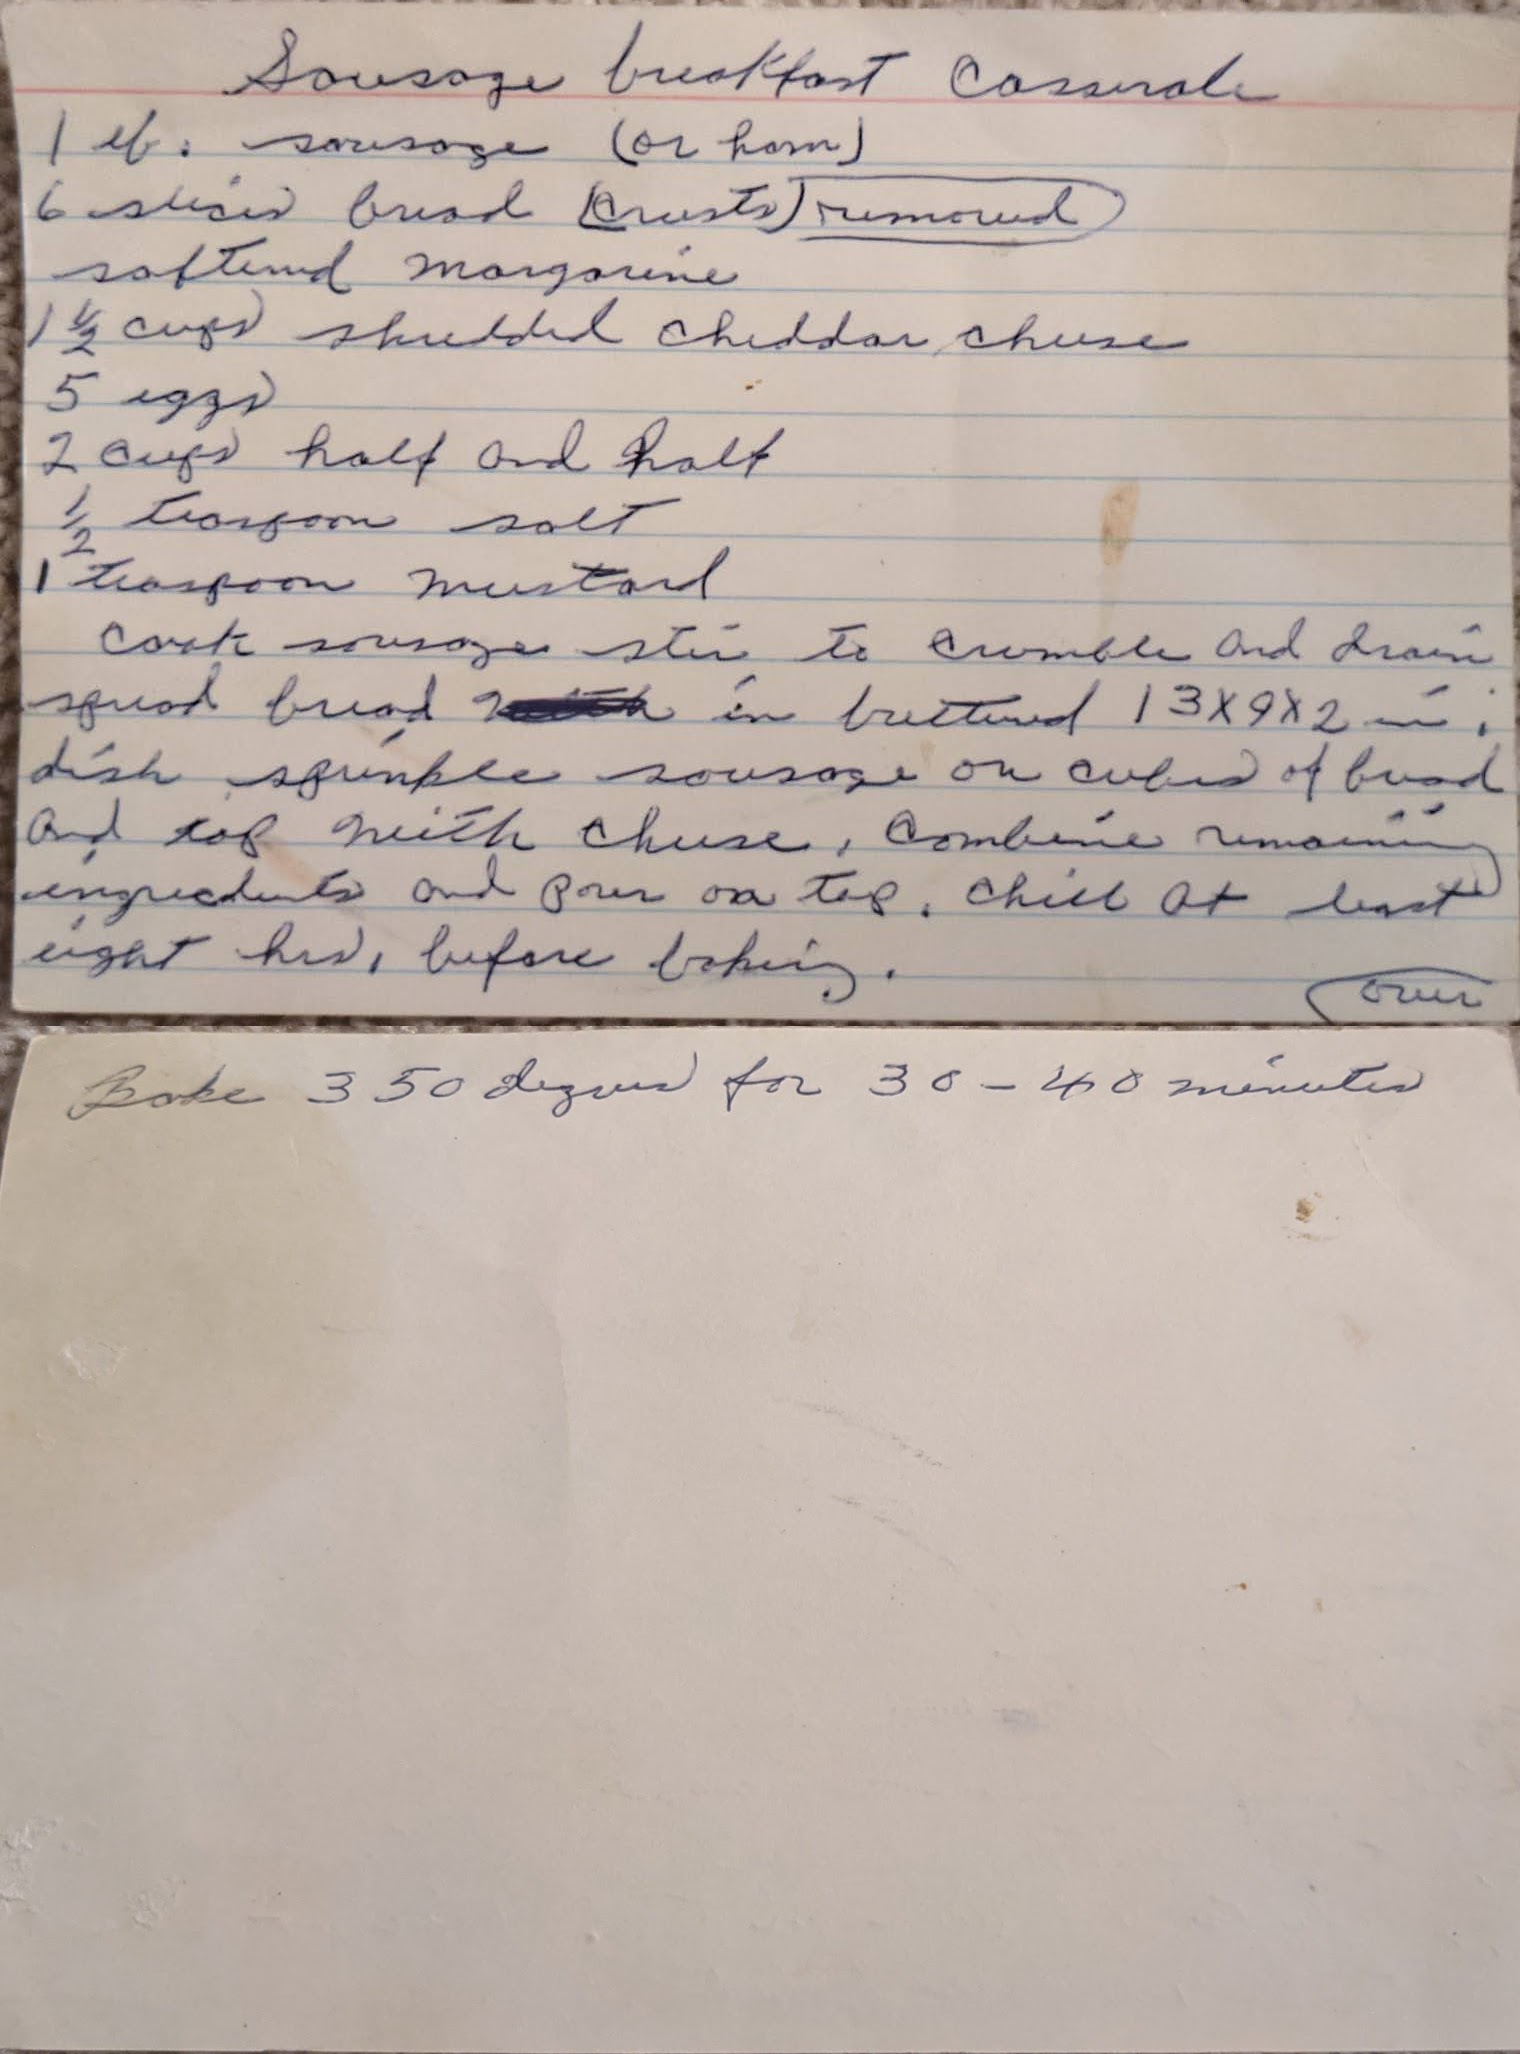 Sausage breakfast Casserole
1 lb. sausage (or ham)
6 slices bread (crusts) removed
softened margarine
1 1/2 cups shredded cheddar cheese
5 eggs
2 cups half and half
1/2 teaspoon salt
1 teaspoon mustard
Cook sausage stir to crumble and drain
spread bread in buttered 13x9x2 in.
dish sprinkle sausage on cubes of bread
and top with cheese. Combine remaining
ingredients and pour on top. Chill at least
eight hrs. before baking.
over
Bake 350 degrees for 30-40 minutes